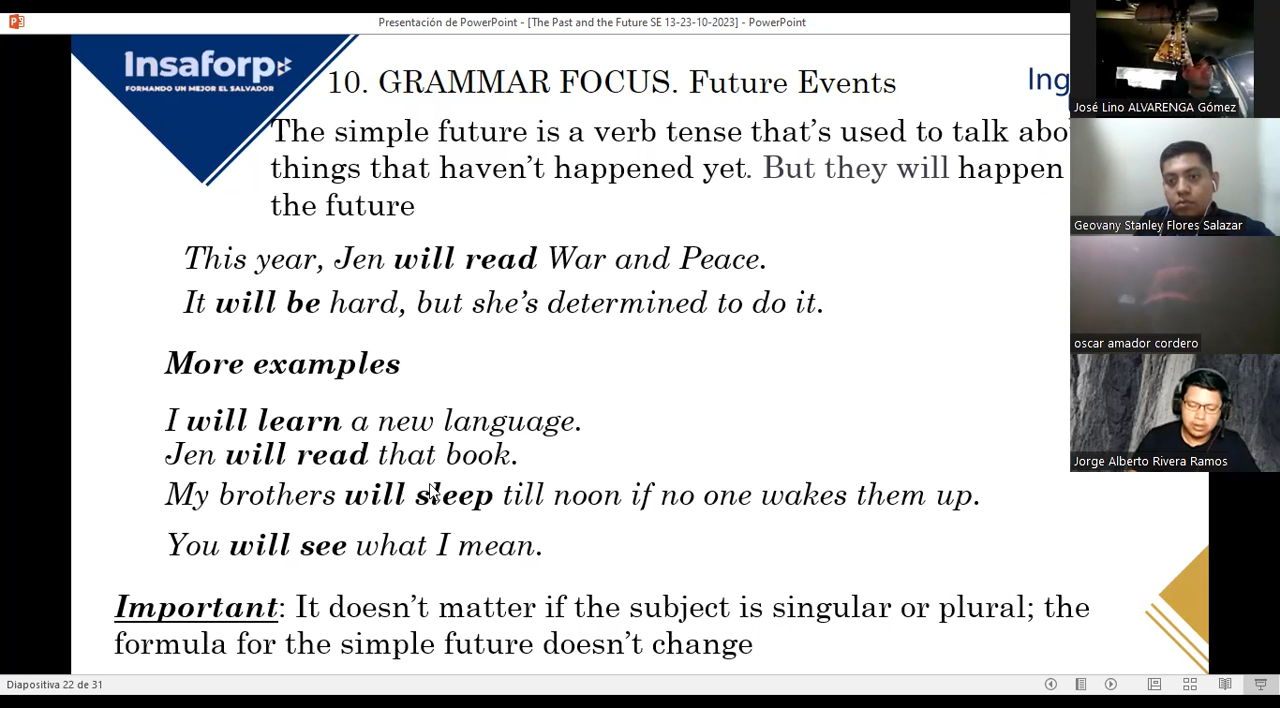 Presentación de PowerPoint - [The Past and the Future SE 13-23-10-2023] - PowerPoint
Insaforp
FORMANDO UN MEJOR EL SALVADOR
10. GRAMMAR FOCUS. Future Events
Ing
The simple future is a verb tense that's used to talk abo
things that haven't happened yet. But they will happen
the future
This year, Jen will read War and Peace.
It will be hard, but she's determined to do it.
More examples
I will learn a new language.
Jen will read that book.
My brothers will sleep till noon if no one wakes them up.
You will see what I mean.
Important: It doesn't matter if the subject is singular or plural; the
formula for the simple future doesn't change
José Lino ALVARENGA Gómez
Geovany Stanley Flores Salazar
oscar amador cordero
Jorge Alberto Rivera Ramos
Diapositiva 22 de 31